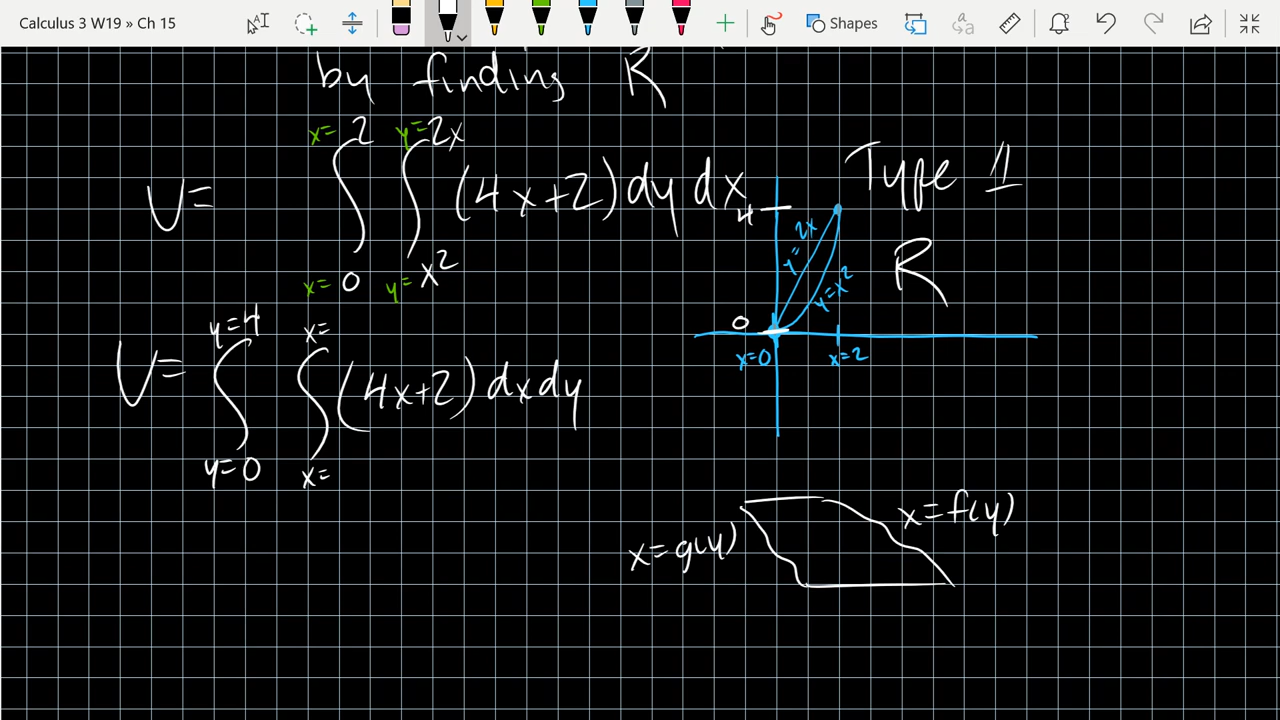 Calculus 3 W19 » Ch 15
Shapes
by finding R
V= ∫_{x=0}^{x=2} ∫_{y=x²}^{y=2x} (4x+2) dy dx
Type 1
R
4
y=2x
y=x²
0
x=0 x=2
V= ∫_{y=0}^{y=4} ∫_{x=}^{x=} (4x+2) dx dy
x=g(y)
x=f(y)